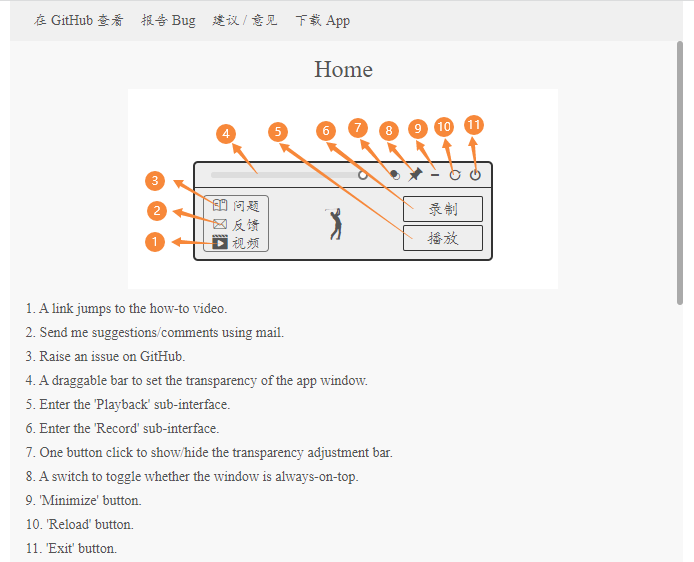 在 GitHub 查看 报告 Bug 建议 / 意见 下载 App
Home
4 5 6 7 8 9 10 11
3 问题 录制
2 反馈
1 视频 播放
1. A link jumps to the how-to video.
2. Send me suggestions/comments using mail.
3. Raise an issue on GitHub.
4. A draggable bar to set the transparency of the app window.
5. Enter the 'Playback' sub-interface.
6. Enter the 'Record' sub-interface.
7. One button click to show/hide the transparency adjustment bar.
8. A switch to toggle whether the window is always-on-top.
9. 'Minimize' button.
10. 'Reload' button.
11. 'Exit' button.